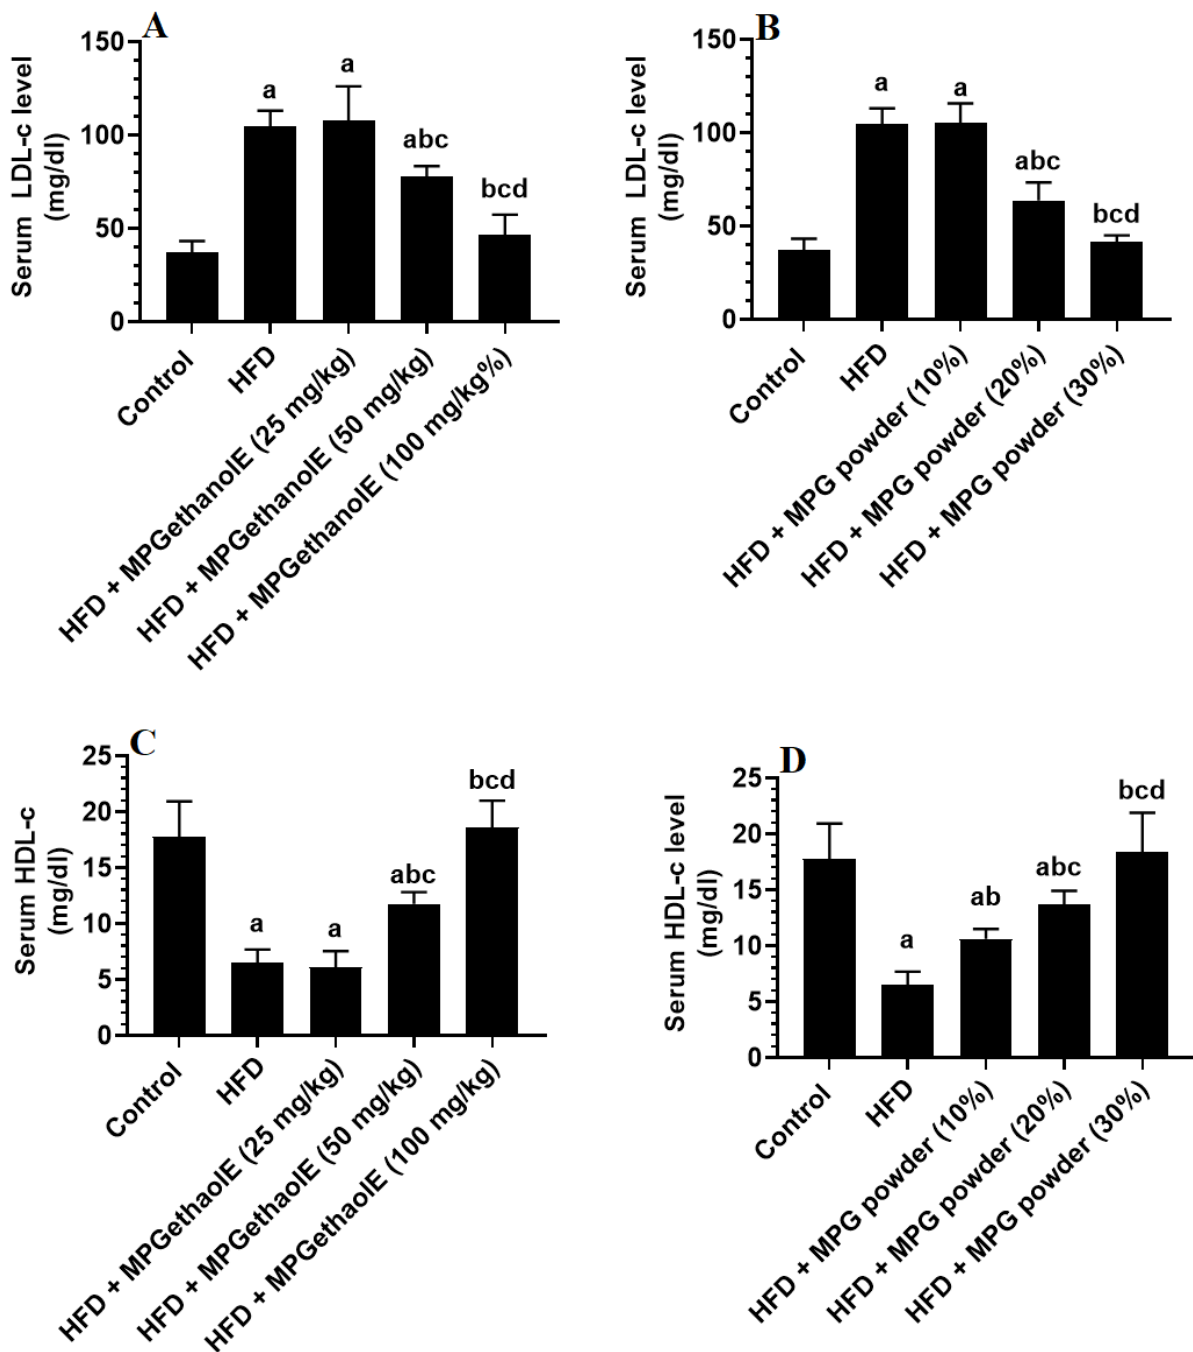 A
Serum LDL-c level
(mg/dl)
150
100
50
0
a
a
abc
bcd
Control
HFD
HFD + MPGethanolE (25 mg/kg)
HFD + MPGethanolE (50 mg/kg)
HFD + MPGethanolE (100 mg/kg%)
B
Serum LDL-c level
(mg/dl)
150
100
50
0
a
a
abc
bcd
Control
HFD
HFD + MPG powder (10%)
HFD + MPG powder (20%)
HFD + MPG powder (30%)
C
Serum HDL-c
(mg/dl)
25
20
15
10
5
0
a
a
abc
bcd
Control
HFD
HFD + MPGethaolE (25 mg/kg)
HFD + MPGethaolE (50 mg/kg)
HFD + MPGethaolE (100 mg/kg)
D
Serum HDL-c level
(mg/dl)
25
20
15
10
5
0
a
ab
abc
bcd
Control
HFD
HFD + MPG powder (10%)
HFD + MPG powder (20%)
HFD + MPG powder (30%)